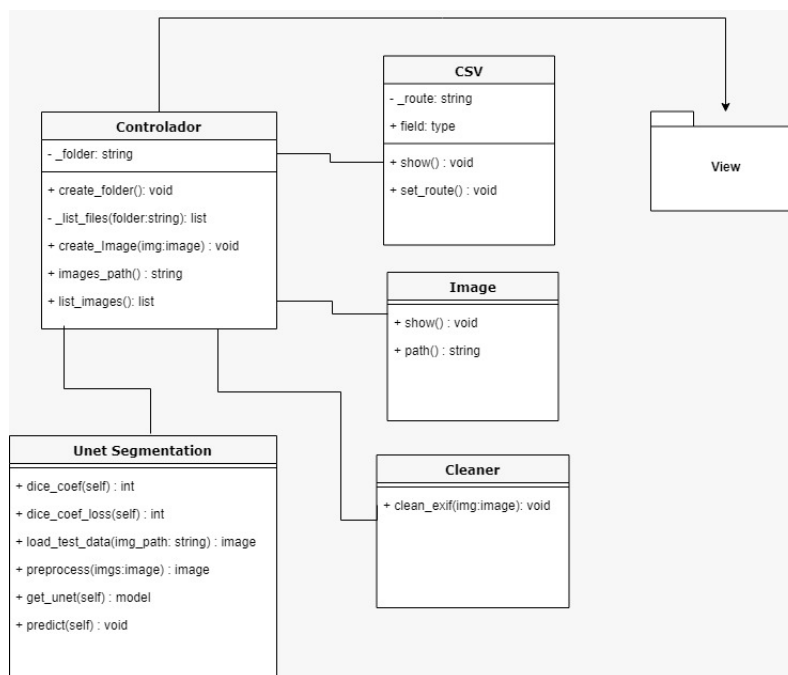 CSV
- _route: string
+ field: type
+ show() : void
+ set_route() : void
View
Controlador
- _folder: string
+ create_folder(): void
- _list_files(folder:string): list
+ create_Image(img:image) : void
+ images_path() : string
+ list_images(): list
Image
+ show() : void
+ path() : string
Unet Segmentation
+ dice_coef(self) : int
+ dice_coef_loss(self) : int
+ load_test_data(img_path: string) : image
+ preprocess(imgs:image) : image
+ get_unet(self) : model
+ predict(self) : void
Cleaner
+ clean_exif(img:image): void